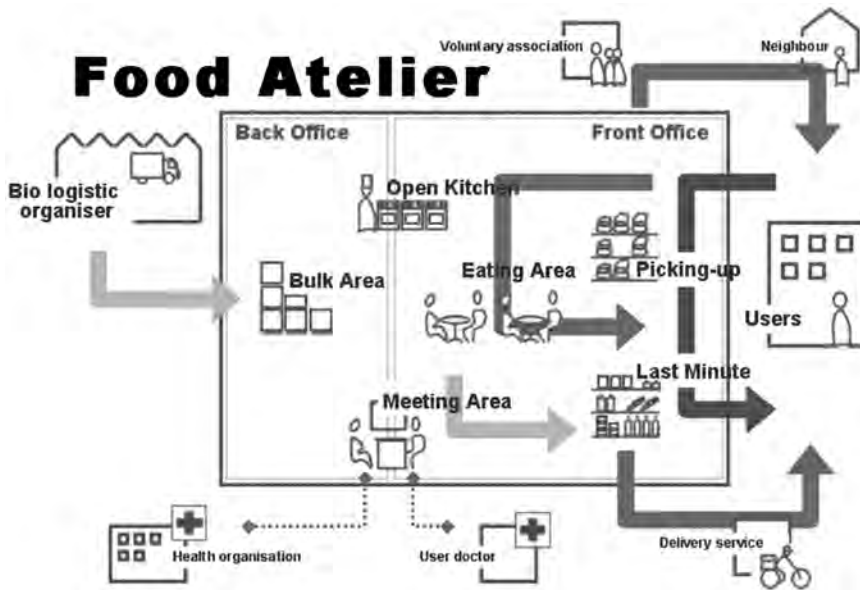 Voluntary association
Neighbour
Food Atelier
Back Office
Front Office
Bio logistic
organiser
Open Kitchen
Bulk Area
Eating Area
Picking-up
Users
Last Minute
Meeting Area
Health organisation
User doctor
Delivery service